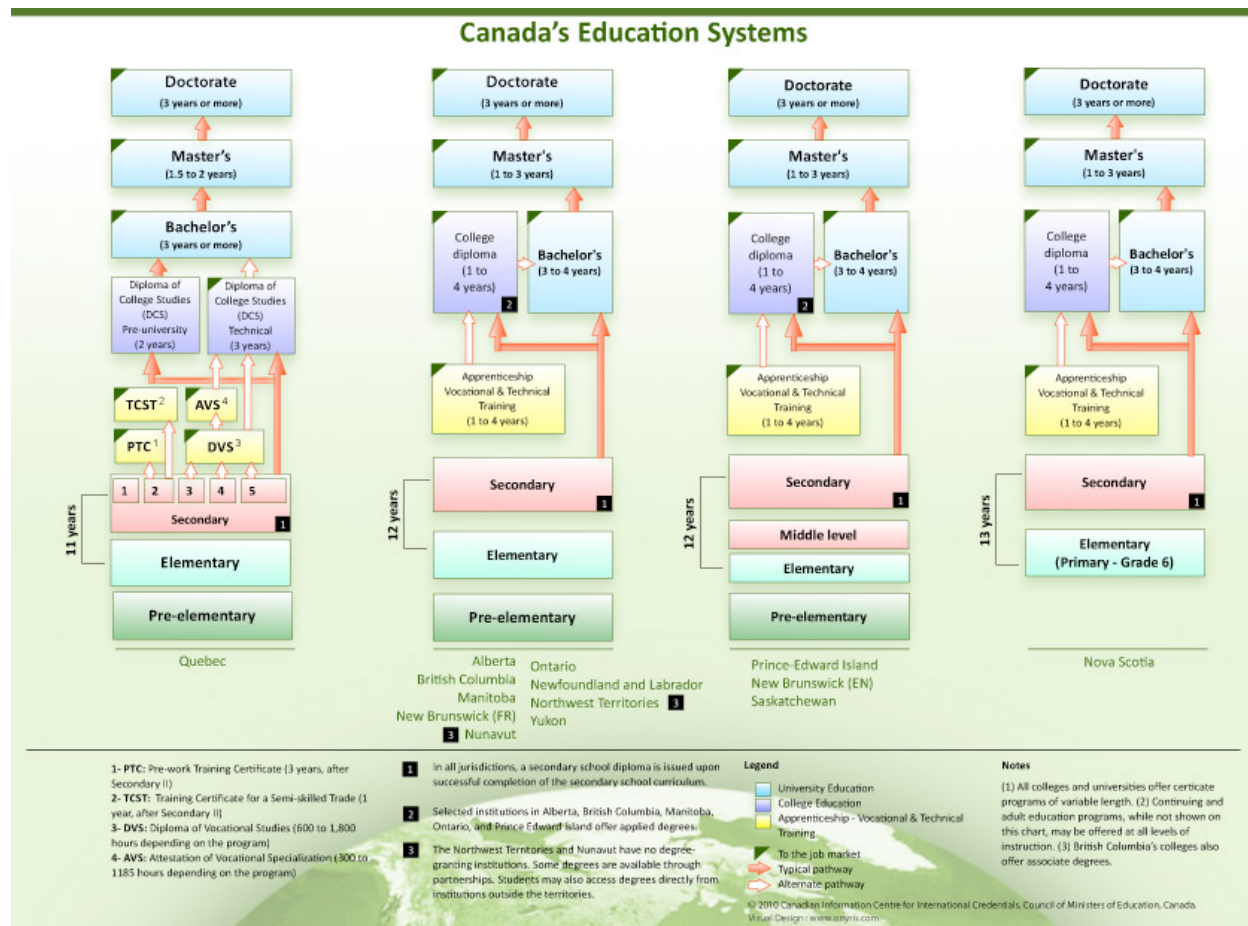 Canada's Education Systems
Doctorate
(3 years or more)
Master's
(1.5 to 2 years)
Bachelor's
(3 years or more)
Diploma of
College Studies
(DCS)
Pre-university
(2 years)
Diploma of
College Studies
(DCS)
Technical
(3 years)
TCST2
AVS4
PTC1
DVS3
1
2
3
4
5
Secondary
1
11 years
Elementary
Pre-elementary
Quebec
Doctorate
(3 years or more)
Master's
(1 to 3 years)
College
diploma
(1 to
4 years)
2
Bachelor's
(3 to 4 years)
Apprenticeship
Vocational & Technical
Training
(1 to 4 years)
Secondary
1
12 years
Elementary
Pre-elementary
Alberta
British Columbia
Manitoba
New Brunswick (FR)
3 Nunavut
Ontario
Newfoundland and Labrador
Northwest Territories 3
Yukon
Doctorate
(3 years or more)
Master's
(1 to 3 years)
College
diploma
(1 to
4 years)
2
Bachelor's
(3 to 4 years)
Apprenticeship
Vocational & Technical
Training
(1 to 4 years)
Secondary
1
12 years
Middle level
Elementary
Pre-elementary
Prince-Edward Island
New Brunswick (EN)
Saskatchewan
Doctorate
(3 years or more)
Master's
(1 to 3 years)
College
diploma
(1 to
4 years)
Bachelor's
(3 to 4 years)
Apprenticeship
Vocational & Technical
Training
(1 to 4 years)
Secondary
1
13 years
Elementary
(Primary - Grade 6)
Nova Scotia
1- PTC: Pre-work Training Certificate (3 years, after
Secondary II)
2- TCST: Training Certificate for a Semi-skilled Trade (1
year, after Secondary II)
3- DVS: Diploma of Vocational Studies (600 to 1,800
hours depending on the program)
4- AVS: Attestation of Vocational Specialization (300 to
1185 hours depending on the program)
1 In all jurisdictions, a secondary school diploma is issued upon
successful completion of the secondary school curriculum.
2 Selected institutions in Alberta, British Columbia, Manitoba,
Ontario, and Prince Edward Island offer applied degrees.
3 The Northwest Territories and Nunavut have no degree-
granting institutions. Some degrees are available through
partnerships. Students may also access degrees directly from
institutions outside the territories.
Legend
University Education
College Education
Apprenticeship - Vocational & Technical
Training
To the job market
Typical pathway
Alternate pathway
Notes
(1) All colleges and universities offer certicate
programs of variable length. (2) Continuing and
adult education programs, while not shown on
this chart, may be offered at all levels of
instruction. (3) British Columbia's colleges also
offer associate degrees.
© 2010 Canadian Information Centre for International Credentials, Council of Ministers of Education, Canada.
Visual Design : www.onyris.com